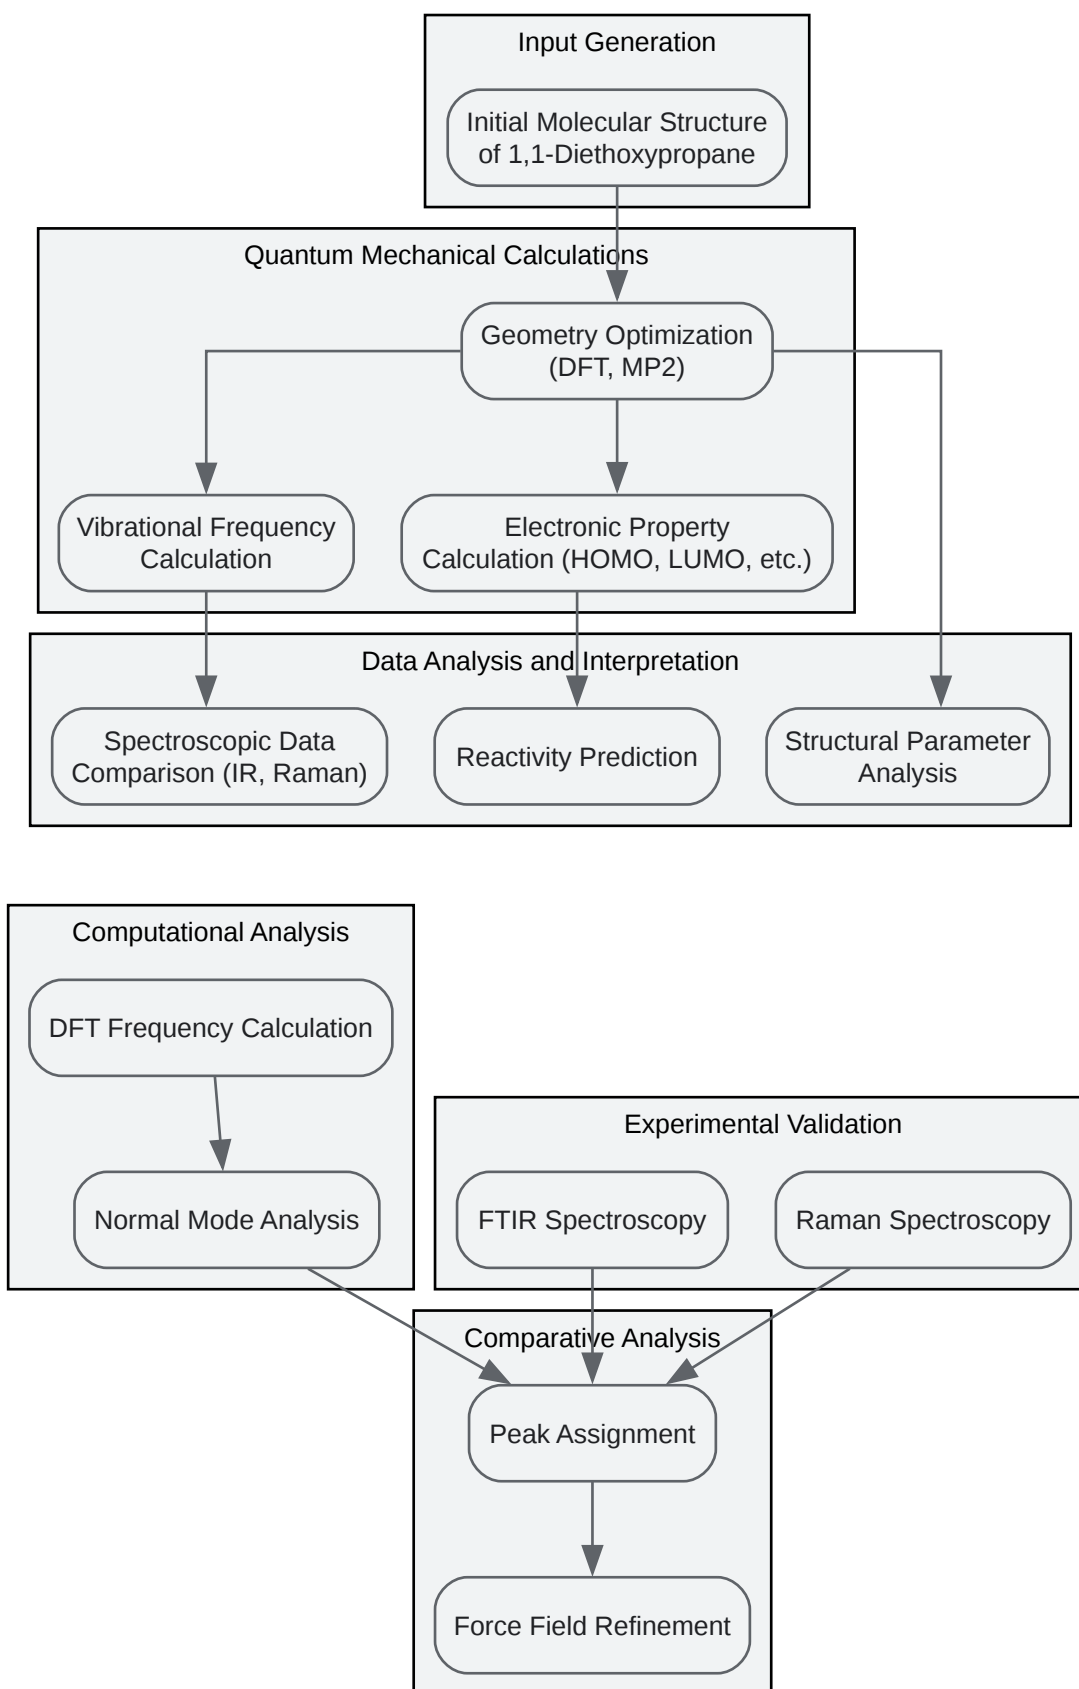 Input Generation
Initial Molecular Structure
of 1,1-Diethoxypropane
Quantum Mechanical Calculations
Geometry Optimization
(DFT, MP2)
Vibrational Frequency
Calculation
Electronic Property
Calculation (HOMO, LUMO, etc.)
Data Analysis and Interpretation
Spectroscopic Data
Comparison (IR, Raman)
Reactivity Prediction
Structural Parameter
Analysis
Computational Analysis
DFT Frequency Calculation
Normal Mode Analysis
Experimental Validation
FTIR Spectroscopy
Raman Spectroscopy
Comparative Analysis
Peak Assignment
Force Field Refinement